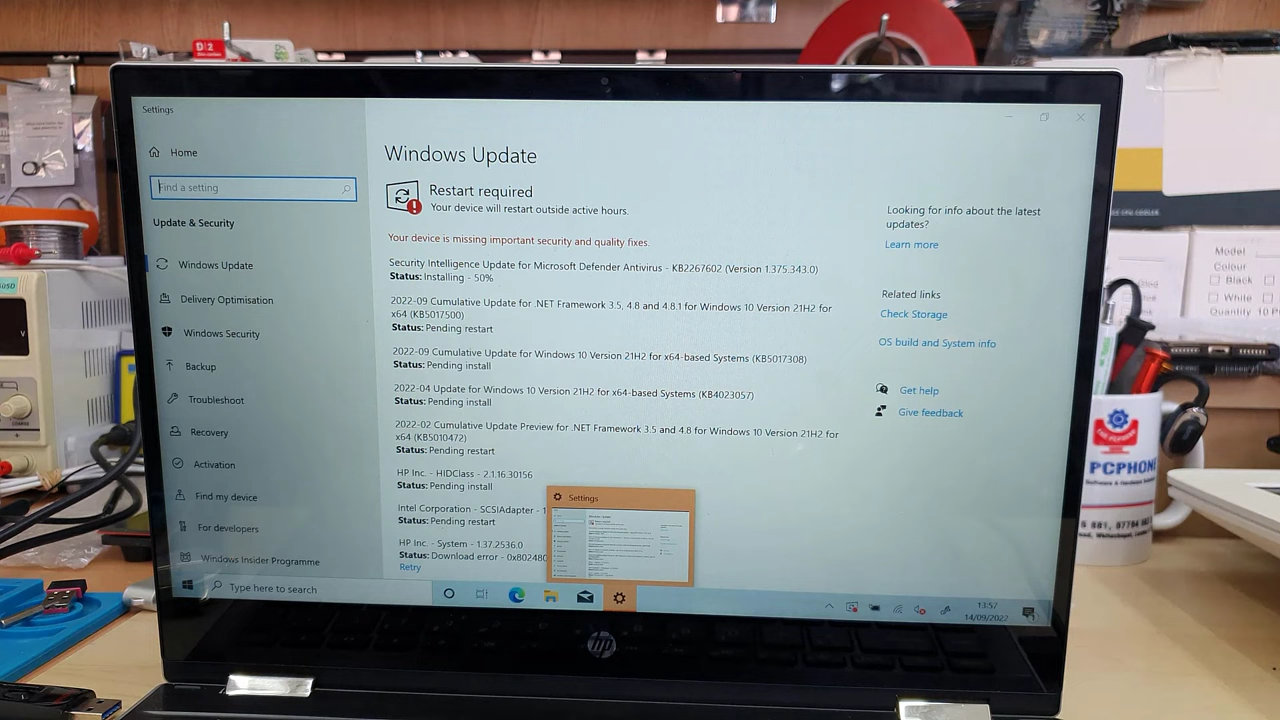 Settings
Home
Find a setting
Update & Security
Windows Update
Delivery Optimisation
Windows Security
Backup
Troubleshoot
Recovery
Activation
Find my device
For developers
Windows Insider Programme
Windows Update
Restart required
Your device will restart outside active hours.
Your device is missing important security and quality fixes.
Security Intelligence Update for Microsoft Defender Antivirus - KB2267602 (Version 1.375.343.0)
Status: Installing - 50%
2022-09 Cumulative Update for .NET Framework 3.5, 4.8 and 4.8.1 for Windows 10 Version 21H2 for
x64 (KB5017500)
Status: Pending restart
2022-09 Cumulative Update for Windows 10 Version 21H2 for x64-based Systems (KB5017308)
Status: Pending install
2022-04 Update for Windows 10 Version 21H2 for x64-based Systems (KB4023057)
Status: Pending install
2022-02 Cumulative Update Preview for .NET Framework 3.5 and 4.8 for Windows 10 Version 21H2 for
x64 (KB5010472)
Status: Pending restart
HP Inc. - HIDClass - 2.1.16.30156
Status: Pending install
Intel Corporation - SCSIAdapter - 1
Status: Pending restart
HP Inc. - System - 1.37.2536.0
Status: Download error - 0x802480
Retry
Looking for info about the latest
updates?
Learn more
Related links
Check Storage
OS build and System info
Get help
Give feedback
Settings
Type here to search
13:57
14/09/2022
hp
Model
Colour
Black
White
Quantity 10 P
CPU COOLER
PCPHONE